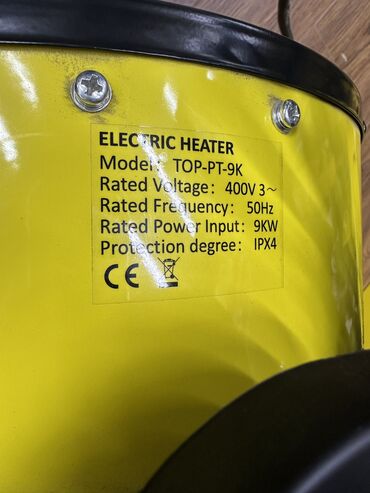 ELECTRIC HEATER
Model: TOP-PT-9K
Rated Voltage: 400V 3~
Rated Frequency: 50Hz
Rated Power Input: 9KW
Protection degree: IPX4
CE